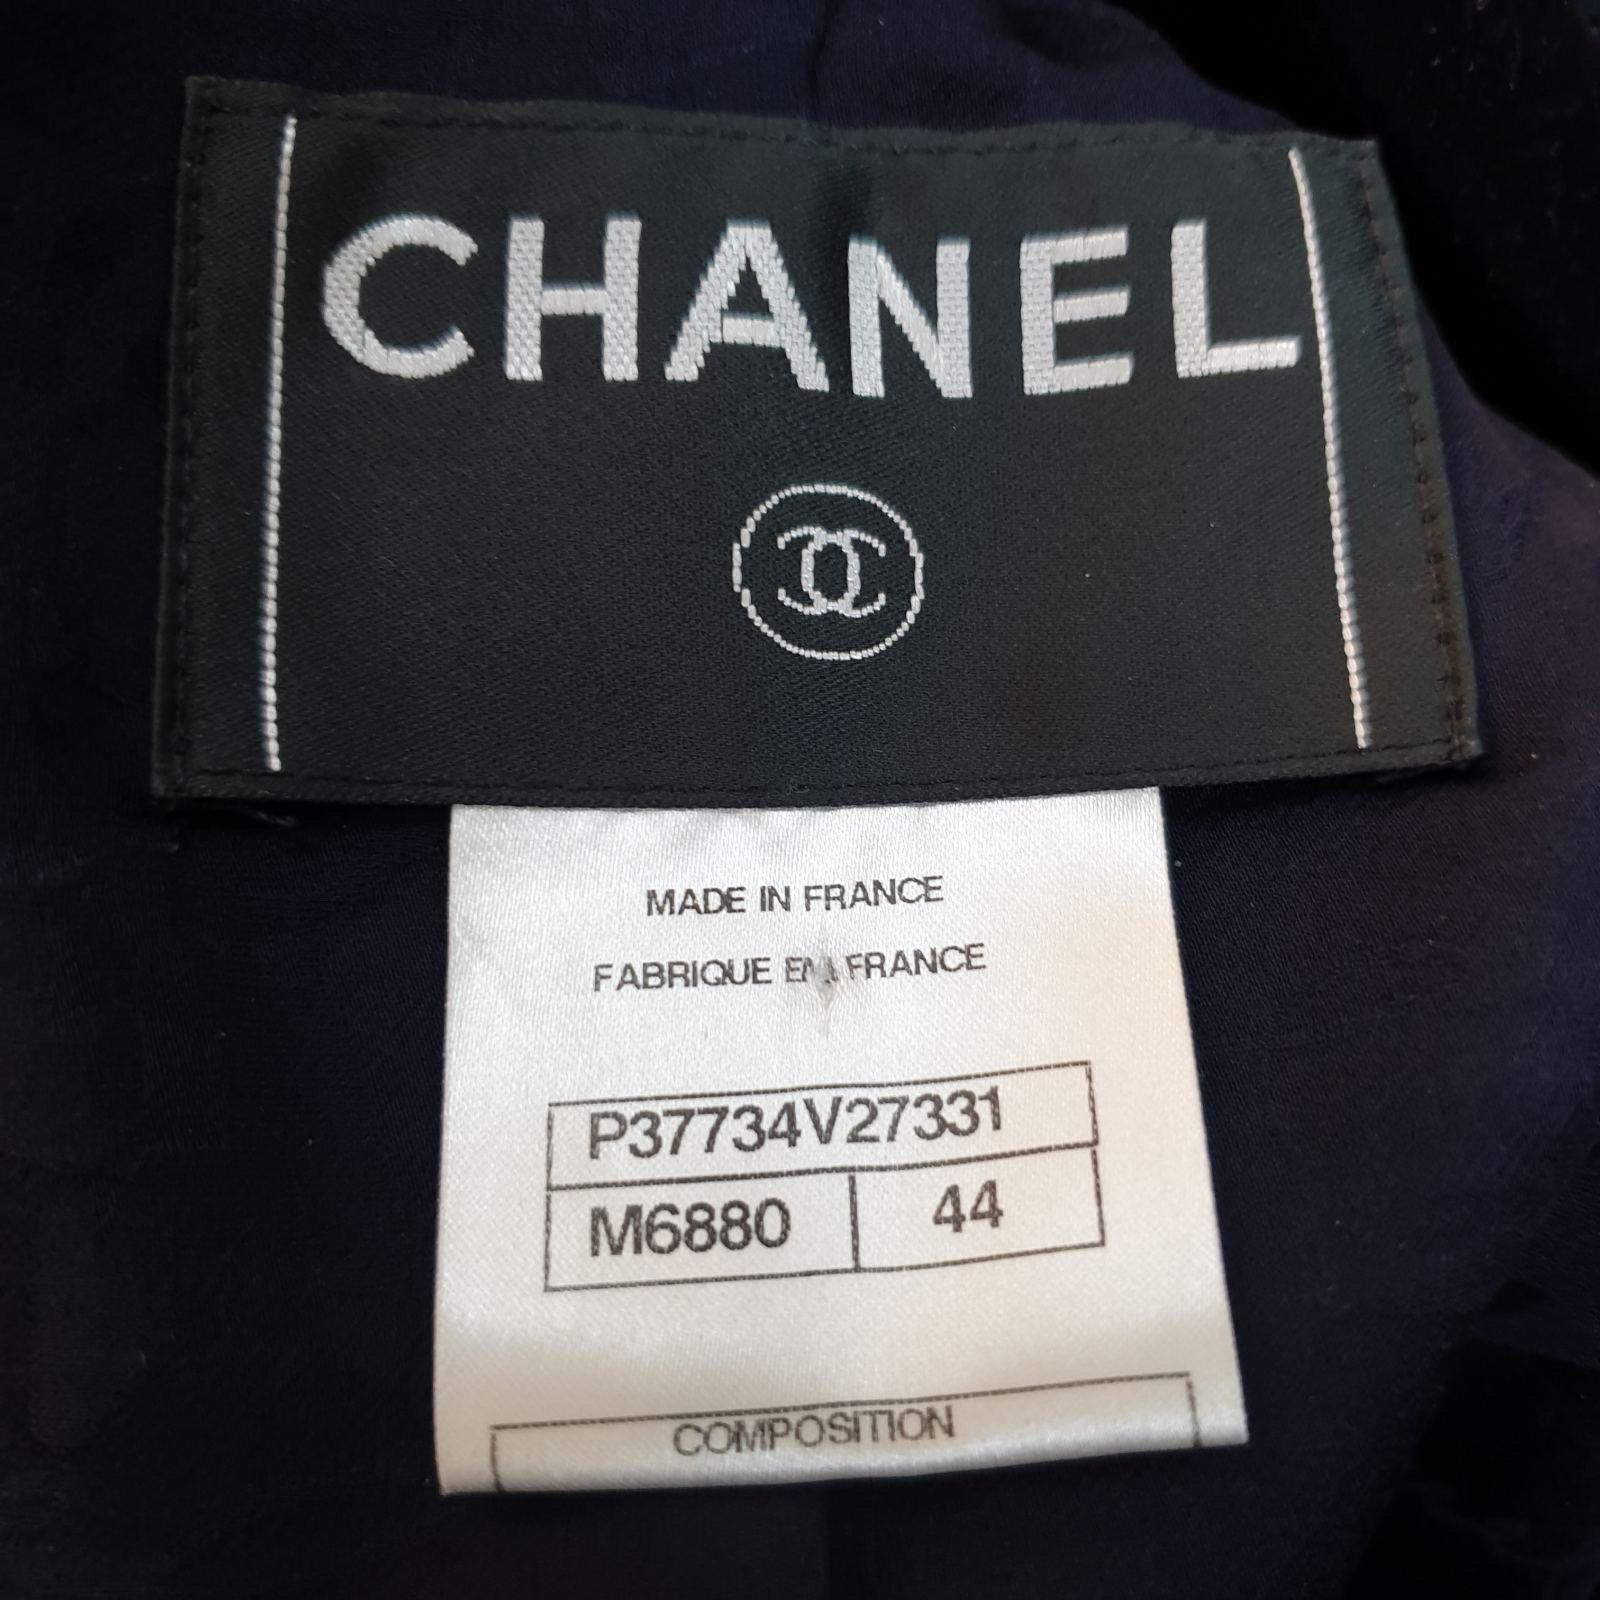 CHANEL
MADE IN FRANCE
FABRIQUE EN FRANCE
P37734V27331
M6880 44
COMPOSITION